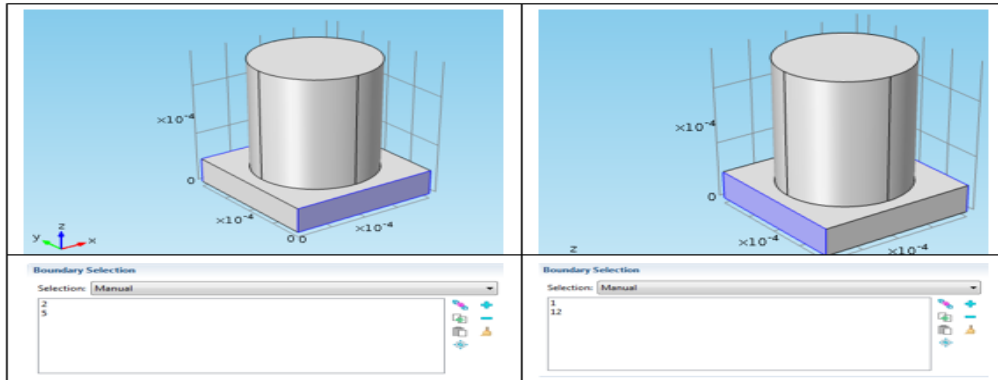 ×10⁻⁴
0
×10⁻⁴
0 0
×10⁻⁴
y z x
×10⁻⁴
0
×10⁻⁴
×10⁻⁴
z
Boundary Selection
Selection: Manual
2
5
Boundary Selection
Selection: Manual
1
12